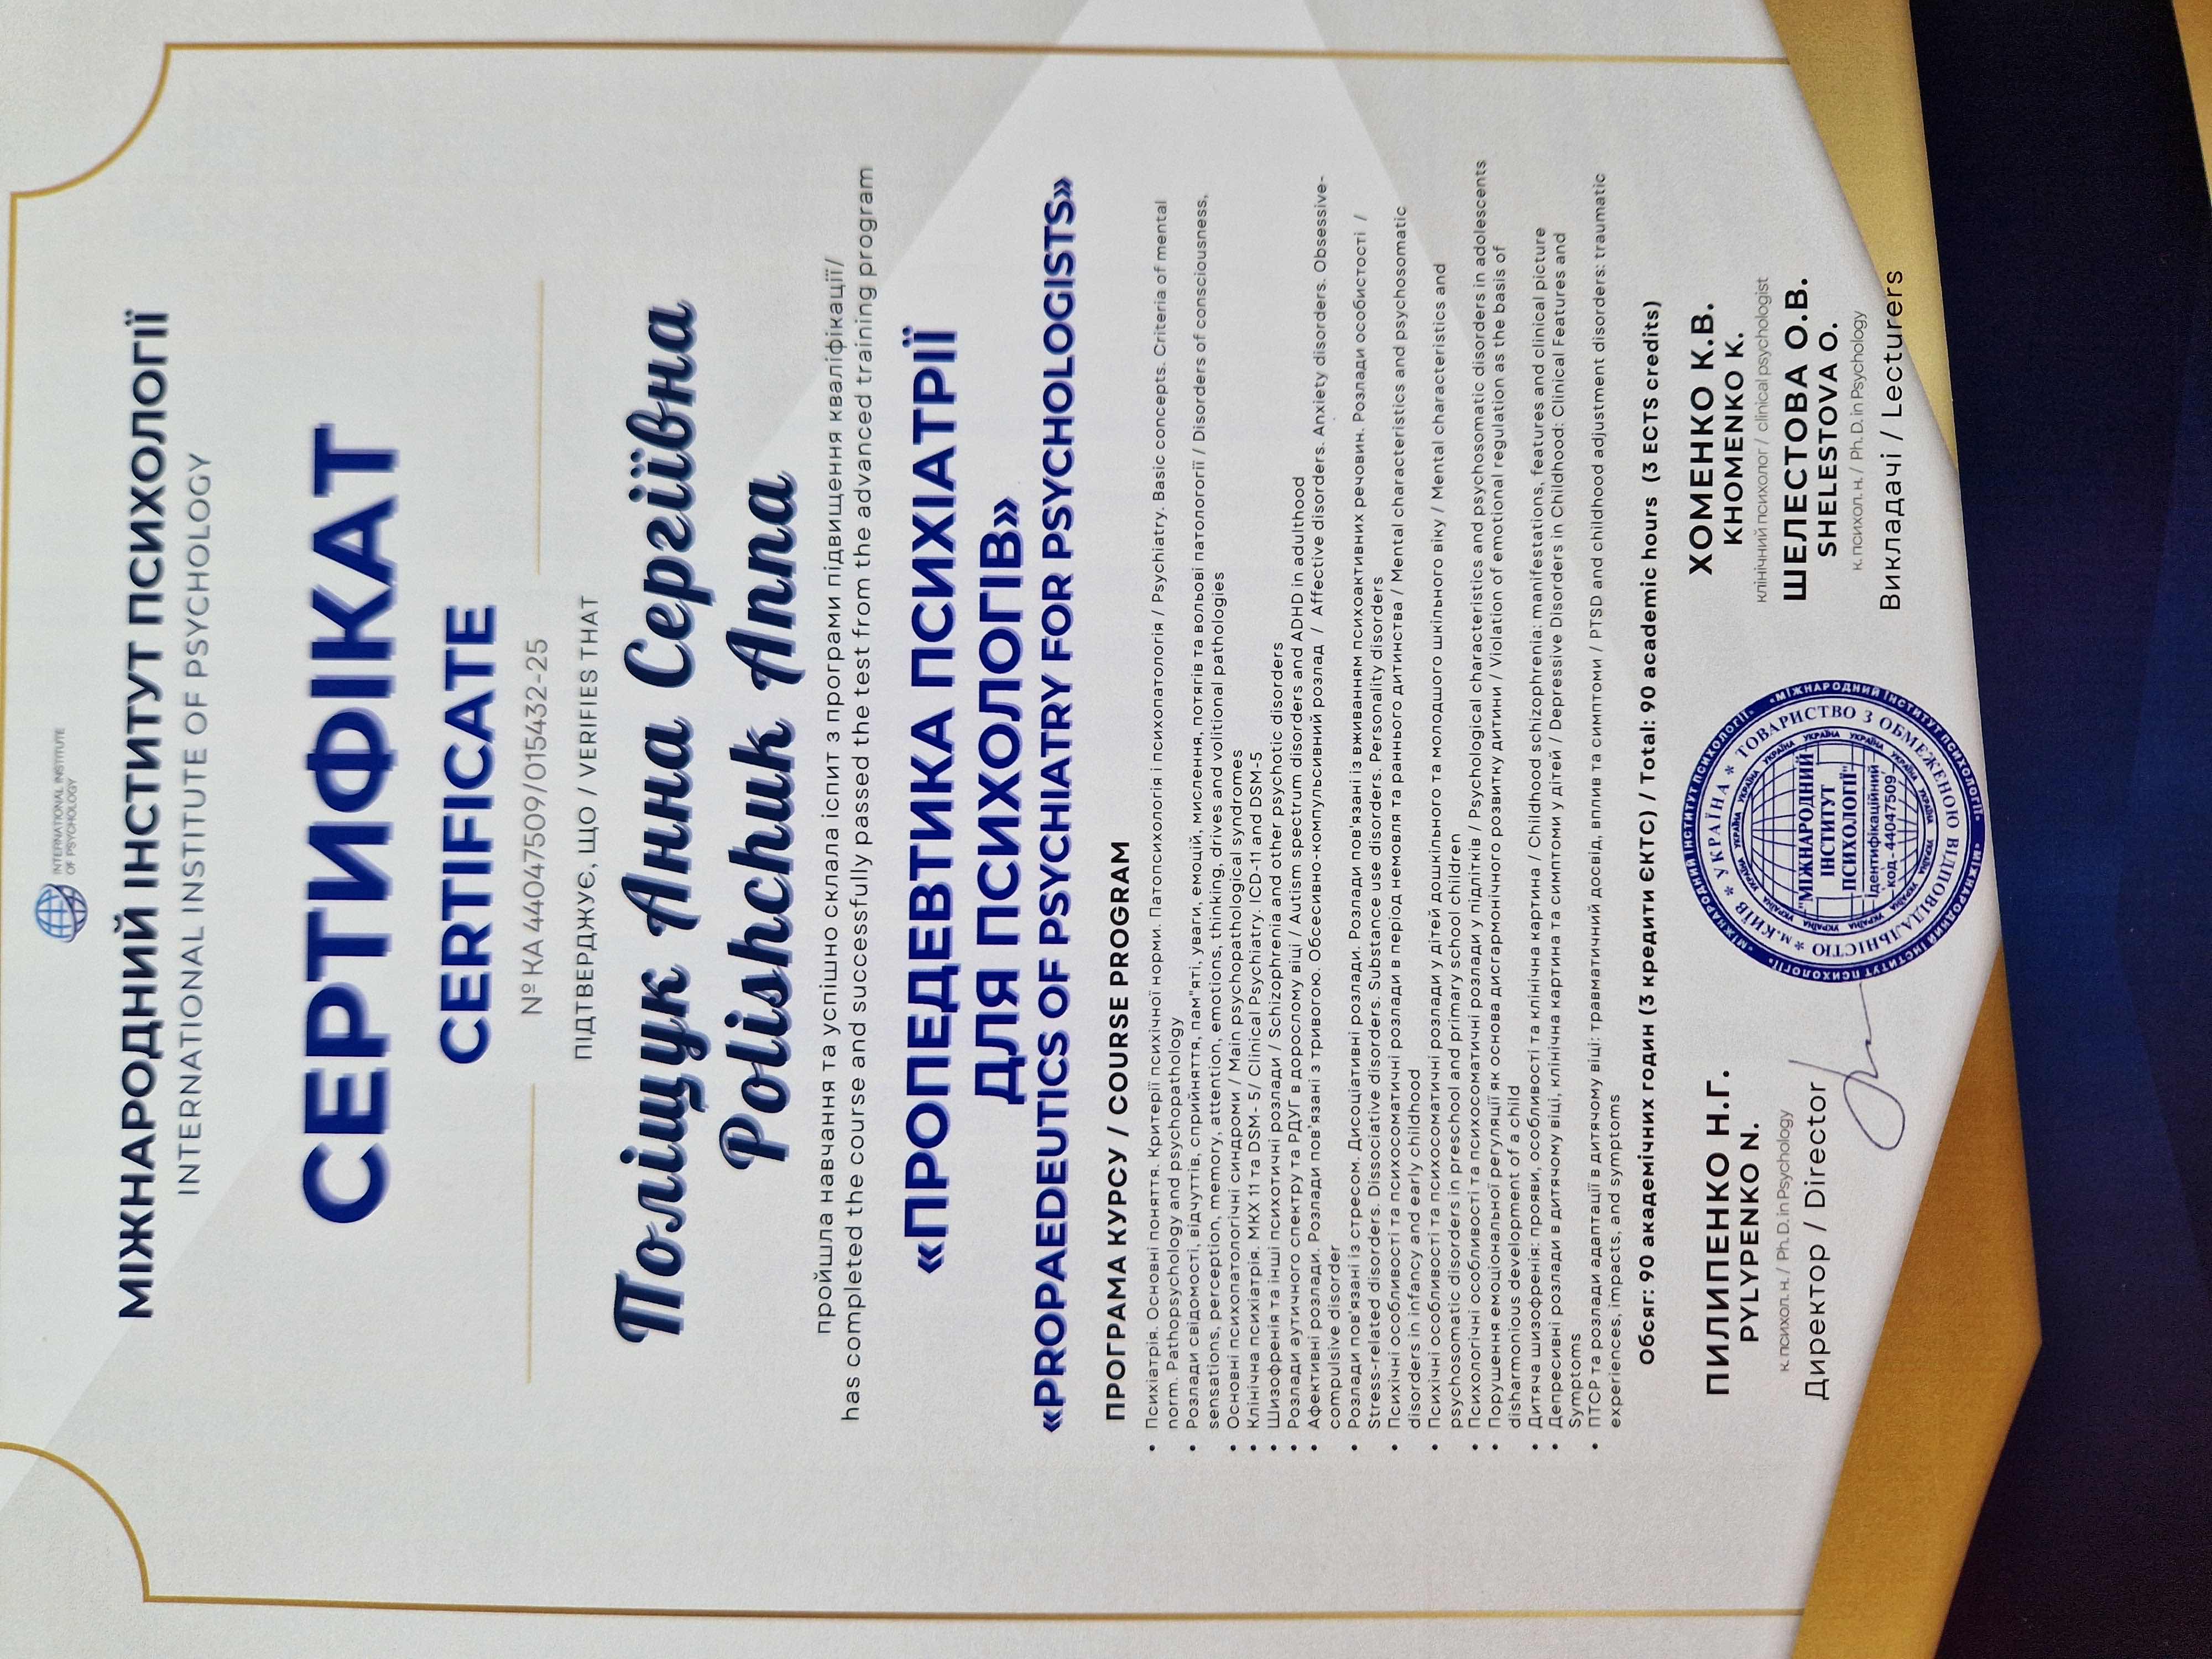 INTERNATIONAL INSTITUTE
OF PSYCHOLOGY
МІЖНАРОДНИЙ ІНСТИТУТ ПСИХОЛОГІЇ
INTERNATIONAL INSTITUTE OF PSYCHOLOGY
СЕРТИФІКАТ
CERTIFICATE
№ КА 44047509/015432-25
ПІДТВЕРДЖУЄ, ЩО / VERIFIES THAT
Поліщук Анна Сергіївна
Polishchuk Anna
пройшла навчання та успішно склала іспит з програми підвищення кваліфікації/
has completed the course and successfully passed the test from the advanced training program
«ПРОПЕДЕВТИКА ПСИХІАТРІЇ
ДЛЯ ПСИХОЛОГІВ»
«PROPAEDEUTICS OF PSYCHIATRY FOR PSYCHOLOGISTS»
ПРОГРАМА КУРСУ / COURSE PROGRAM
• Психіатрія. Основні поняття. Критерії психічної норми. Патопсихологія і психопатологія / Psychiatry. Basic concepts. Criteria of mental
norm. Pathopsychology and psychopathology
• Розлади свідомості, відчуттів, сприйняття, пам"яті, уваги, емоцій, мислення, потягів та вольові патології / Disorders of consciousness,
sensations, perception, memory, attention, emotions, thinking, drives and volitional pathologies
• Основні психопатологічні синдроми / Main psychopathological syndromes
• Клінічна психіатрія. МКХ 11 та DSM- 5/ Clinical Psychiatry. ICD-11 and DSM-5
• Шизофренія та інші психотичні розлади / Schizophrenia and other psychotic disorders
• Розлади аутичного спектру та РДУГ в дорослому віці / Autism spectrum disorders and ADHD in adulthood
• Афективні розлади. Розлади пов'язані з тривогою. Обсесивно-компульсивний розлад / Affective disorders. Anxiety disorders. Obsessive-
compulsive disorder
• Розлади пов'язані із стресом. Дисоціативні розлади. Розлади пов'язані із вживанням психоактивних речовин. Розлади особистості /
Stress-related disorders. Dissociative disorders. Substance use disorders. Personality disorders
• Психічні особливості та психосоматичні розлади в період немовля та раннього дитинства / Mental characteristics and psychosomatic
disorders in infancy and early childhood
• Психічні особливості та психосоматичні розлади у дітей дошкільного та молодшого шкільного віку / Mental characteristics and
psychosomatic disorders in preschool and primary school children
• Психологічні особливості та психосоматичні розлади у підлітків / Psychological characteristics and psychosomatic disorders in adolescents
• Порушення емоціональної регуляції як основа дисгармонічного розвитку дитини / Violation of emotional regulation as the basis of
disharmonious development of a child
• Дитяча шизофренія: прояви, особливості та клінічна картина / Childhood schizophrenia: manifestations, features and clinical picture
• Депресивні розлади в дитячому віці, клінічна картина та симптоми у дітей / Depressive Disorders in Childhood: Clinical Features and
Symptoms
• ПТСР та розлади адаптації в дитячому віці: травматичний досвід, вплив та симптоми / PTSD and childhood adjustment disorders: traumatic
experiences, impacts, and symptoms
Обсяг: 90 академічних годин (3 кредити ЄКТС) / Total: 90 academic hours (3 ECTS credits)
ПИЛИПЕНКО Н.Г.
PYLYPENKO N.
к. психол. н. / Ph. D. in Psychology
Директор / Director
«МІЖНАРОДНИЙ ІНСТИТУТ ПСИХОЛОГІЇ»
* УКРАЇНА * ТОВАРИСТВО З ОБМЕЖЕНОЮ ВІДПОВІДАЛЬНІСТЮ * м.КИЇВ
УКРАЇНА
"МІЖНАРОДНИЙ
ІНСТИТУТ
ПСИХОЛОГІЇ"
Ідентифікаційний
код - 44047509
ХОМЕНКО К.В.
KHOMENKO K.
клінічний психолог / clinical psychologist
ШЕЛЕСТОВА О.В.
SHELESTOVA O.
к. психол. н. / Ph. D. in Psychology
Викладачі / Lecturers